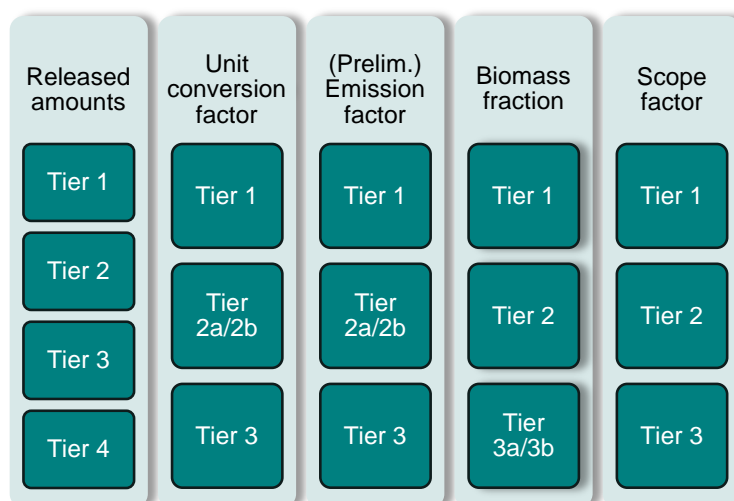 Released
amounts
Tier 1
Tier 2
Tier 3
Tier 4
Unit
conversion
factor
Tier 1
Tier
2a/2b
Tier 3
(Prelim.)
Emission
factor
Tier 1
Tier
2a/2b
Tier 3
Biomass
fraction
Tier 1
Tier 2
Tier
3a/3b
Scope
factor
Tier 1
Tier 2
Tier 3